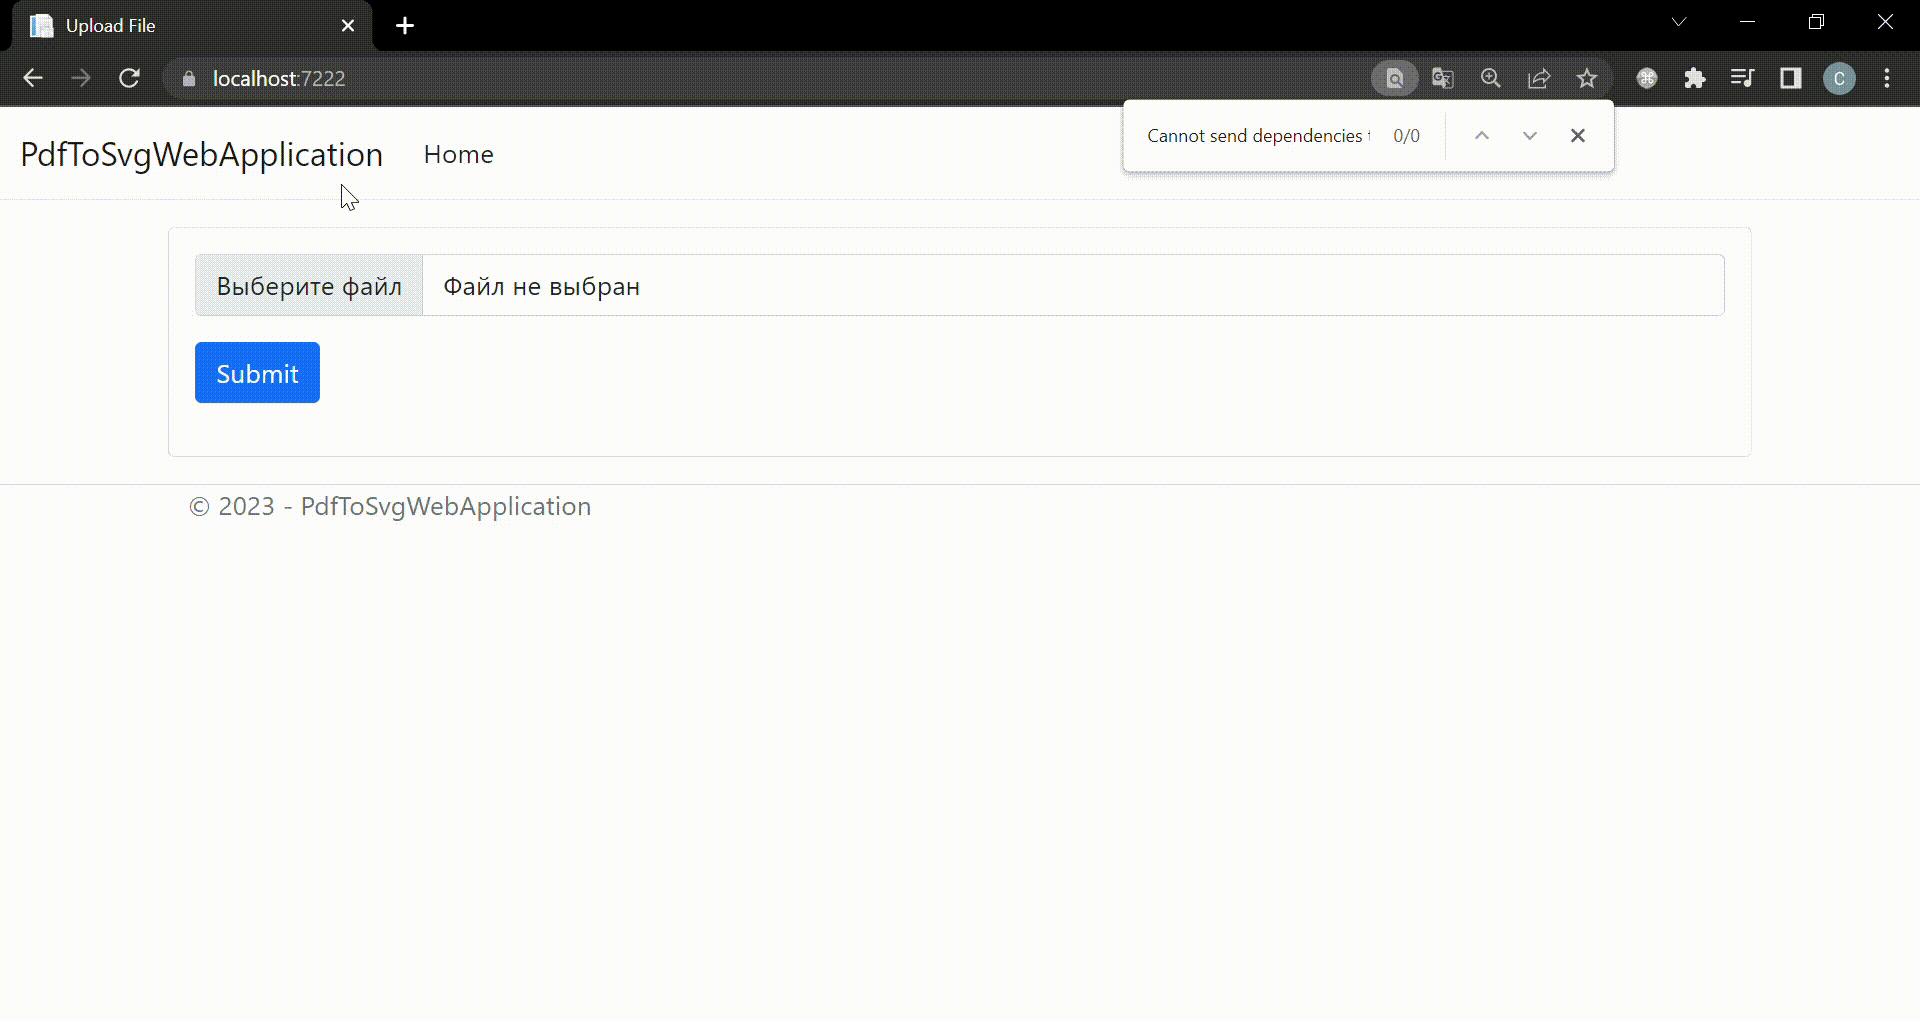 Upload File
localhost:7222
C
Cannot send dependencies 0/0
PdfToSvgWebApplication Home
Выберите файл Файл не выбран
Submit
© 2023 - PdfToSvgWebApplication